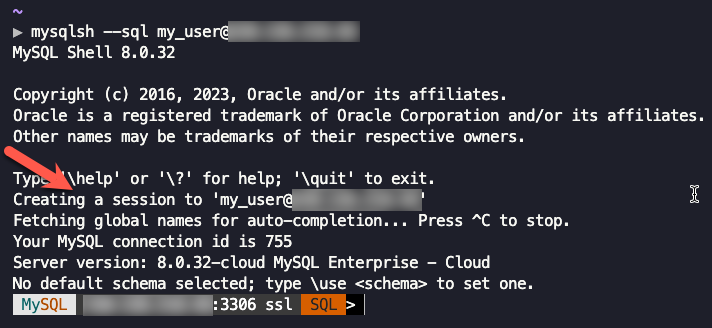 ~
▶ mysqlsh --sql my_user@
MySQL Shell 8.0.32
Copyright (c) 2016, 2023, Oracle and/or its affiliates.
Oracle is a registered trademark of Oracle Corporation and/or its affiliates.
Other names may be trademarks of their respective owners.
Type '\help' or '\?' for help; '\quit' to exit.
Creating a session to 'my_user@'
Fetching global names for auto-completion... Press ^C to stop.
Your MySQL connection id is 755
Server version: 8.0.32-cloud MySQL Enterprise - Cloud
No default schema selected; type \use <schema> to set one.
MySQL :3306 ssl SQL >